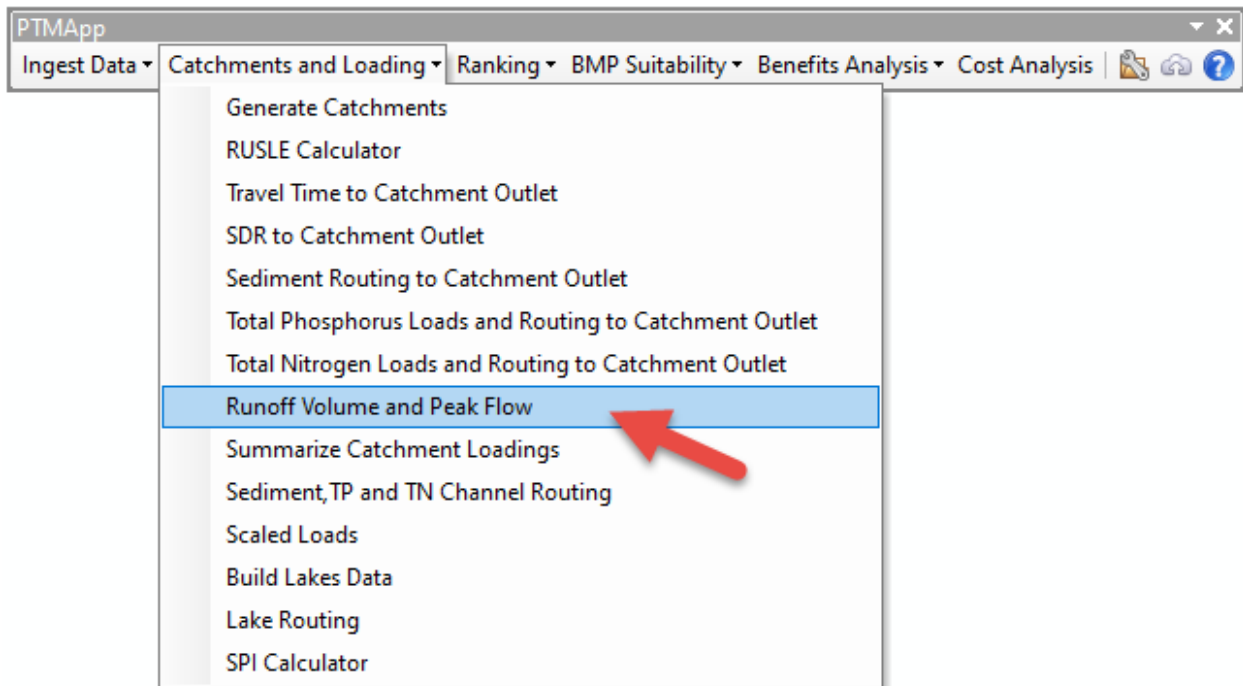 PTMApp
Ingest Data Catchments and Loading Ranking BMP Suitability Benefits Analysis Cost Analysis ?
Generate Catchments
RUSLE Calculator
Travel Time to Catchment Outlet
SDR to Catchment Outlet
Sediment Routing to Catchment Outlet
Total Phosphorus Loads and Routing to Catchment Outlet
Total Nitrogen Loads and Routing to Catchment Outlet
Runoff Volume and Peak Flow
Summarize Catchment Loadings
Sediment,TP and TN Channel Routing
Scaled Loads
Build Lakes Data
Lake Routing
SPI Calculator